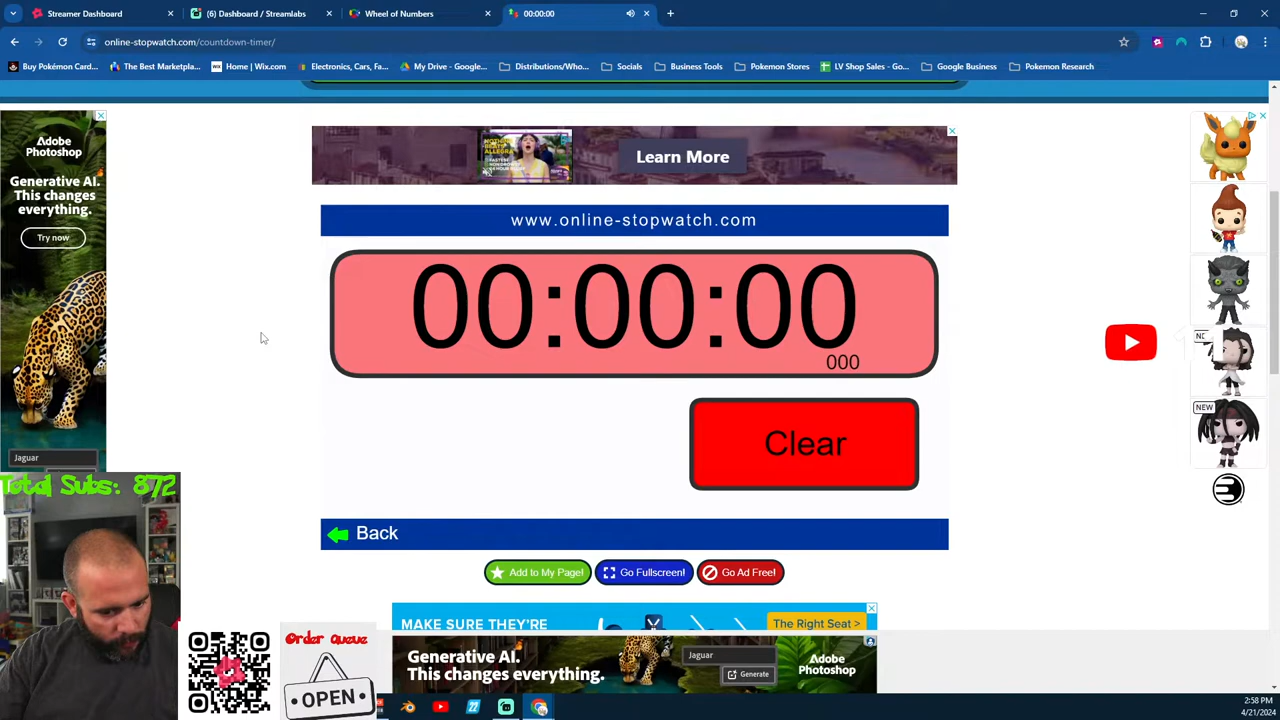 Streamer Dashboard
(6) Dashboard / Streamlabs
Wheel of Numbers
00:00:00
online-stopwatch.com/countdown-timer/
Buy Pokémon Card...
The Best Marketpla...
Home | Wix.com
Electronics, Cars, Fa...
My Drive - Google...
Distributions/Who...
Socials
Business Tools
Pokemon Stores
LV Shop Sales - Go...
Google Business
Pokemon Research
Adobe
Photoshop
Generative AI.
This changes
everything.
Try now
Jaguar
Learn More
www.online-stopwatch.com
00:00:00
000
Clear
Back
Add to My Page!
Go Fullscreen!
Go Ad Free!
NEW
Total Subs: 872
Order Queue
OPEN
MAKE SURE THEY'RE
The Right Seat >
Generative AI.
This changes everything.
Jaguar
Generate
Adobe
Photoshop
2:58 PM
4/21/2024